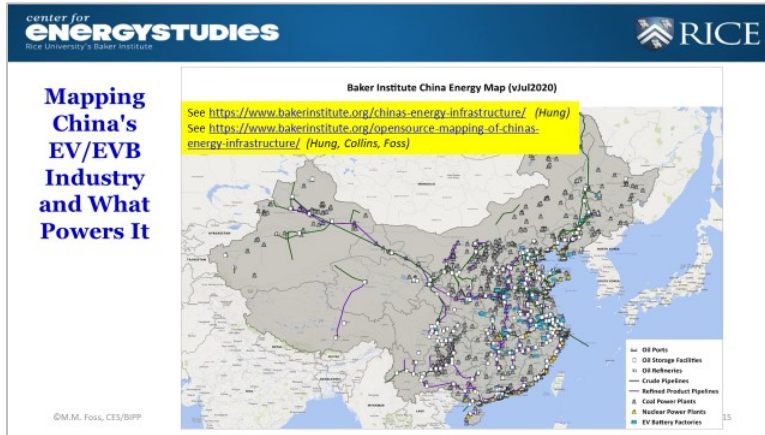 center for
ENERGYSTUDIES
Rice University's Baker Institute
RICE
Mapping
China's
EV/EVB
Industry
and What
Powers It
Baker Institute China Energy Map (vJul2020)
See https://www.bakerinstitute.org/chinas-energy-infrastructure/ (Hung)
See https://www.bakerinstitute.org/opensource-mapping-of-chinas-
energy-infrastructure/ (Hung, Collins, Foss)
MONGOLIA
NORTH KOREA
Oil Ports
Oil Storage Facilities
Oil Refineries
Crude Pipelines
Refined Product Pipelines
Coal Power Plants
Nuclear Power Plants
EV Battery Factories
©M.M. Foss, CES/BIPP
15